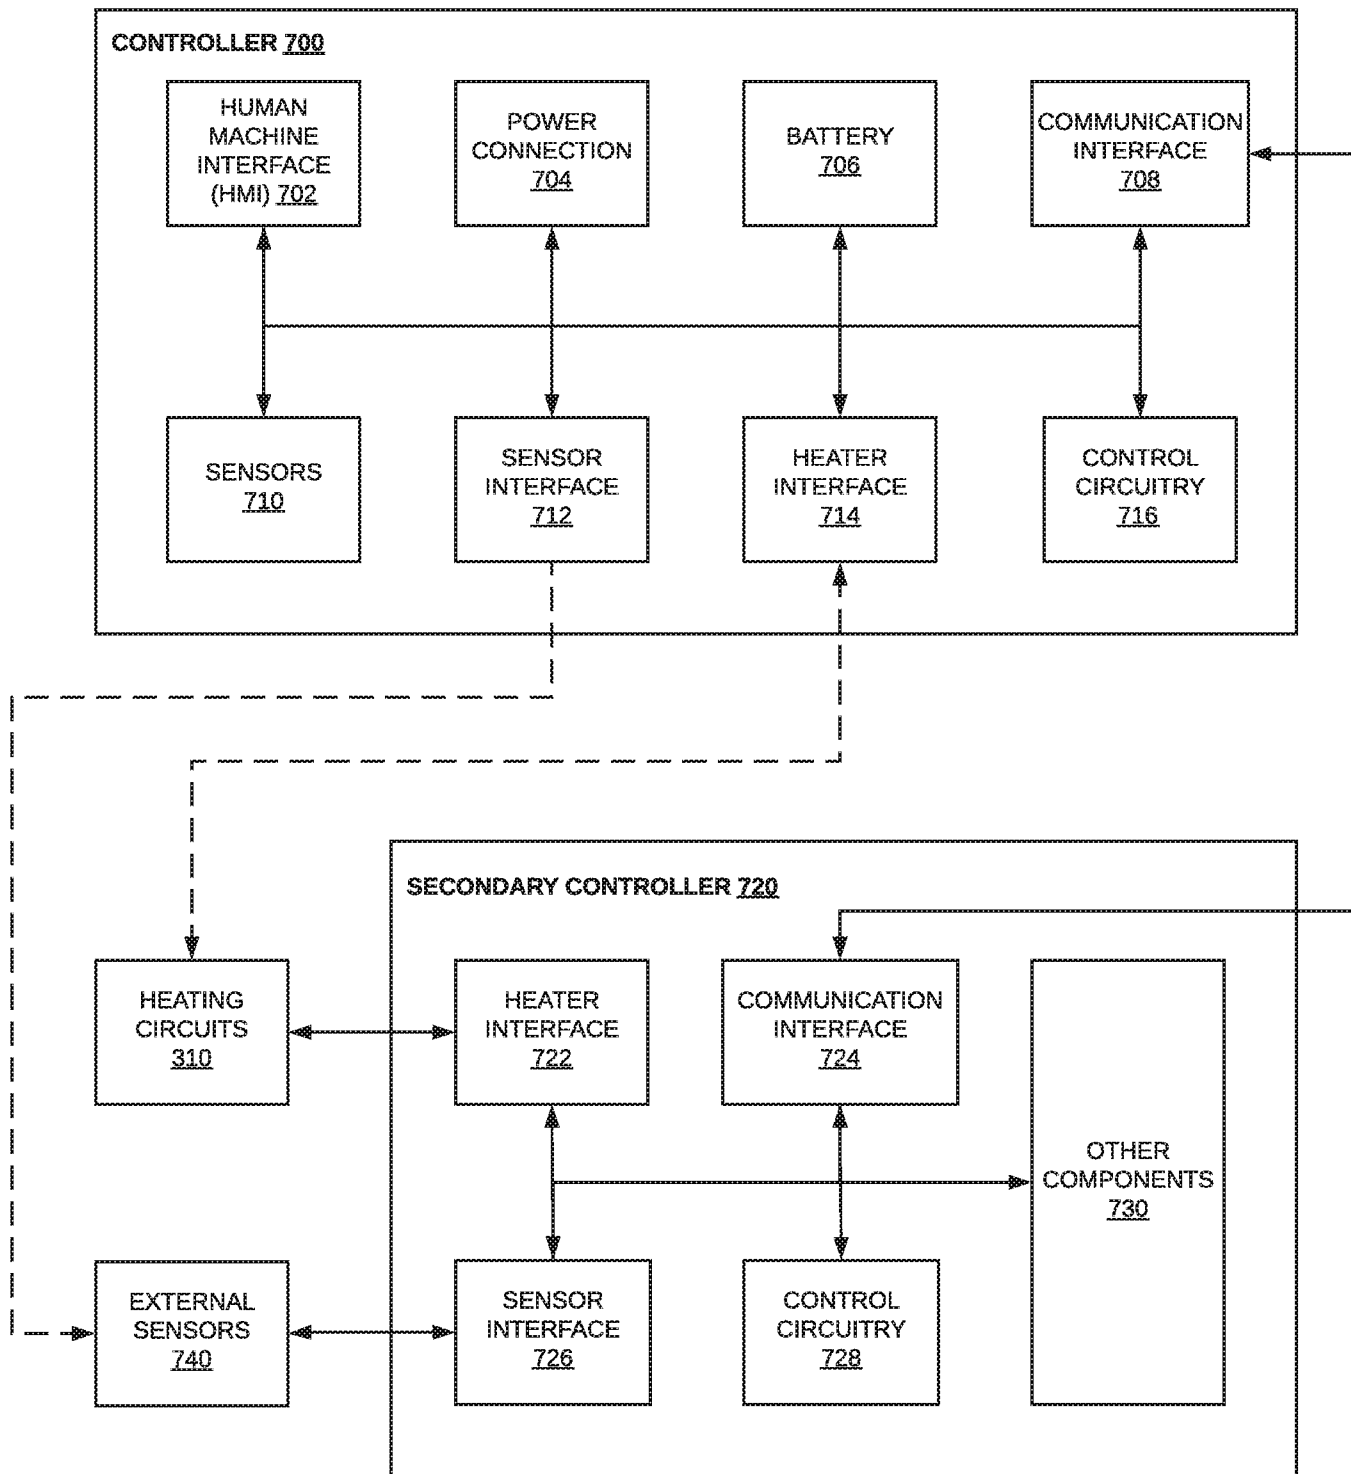 CONTROLLER 700
HUMAN
MACHINE
INTERFACE
(HMI) 702
POWER
CONNECTION
704
BATTERY
706
COMMUNICATION
INTERFACE
708
SENSORS
710
SENSOR
INTERFACE
712
HEATER
INTERFACE
714
CONTROL
CIRCUITRY
716
SECONDARY CONTROLLER 720
HEATING
CIRCUITS
310
HEATER
INTERFACE
722
COMMUNICATION
INTERFACE
724
OTHER
COMPONENTS
730
EXTERNAL
SENSORS
740
SENSOR
INTERFACE
726
CONTROL
CIRCUITRY
728